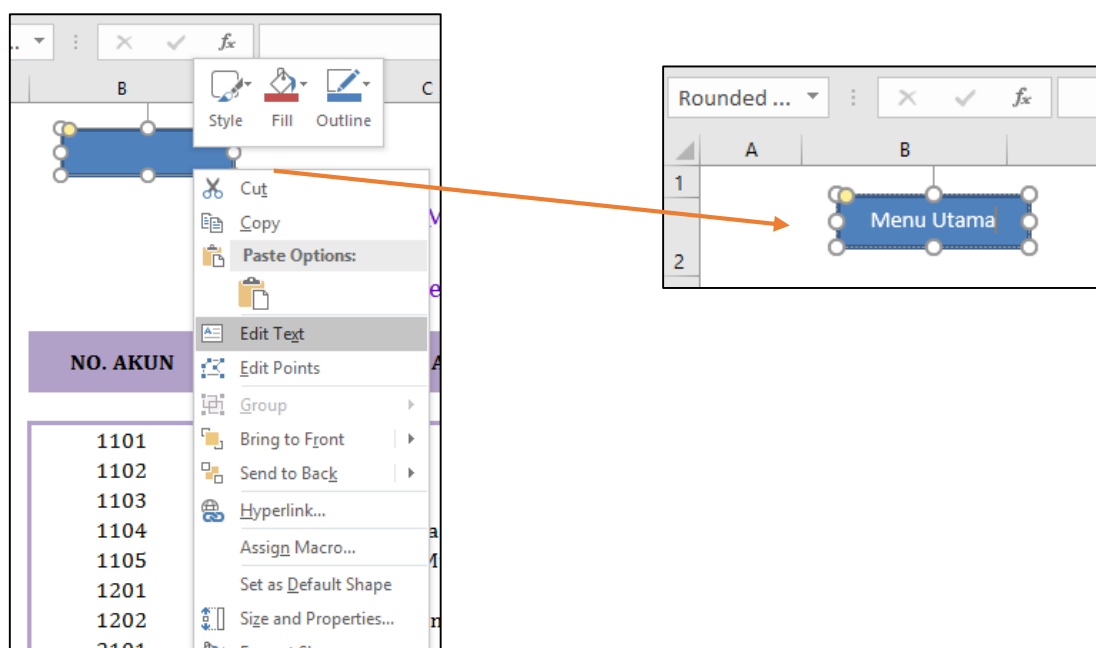 B
C
Style Fill Outline
Cut
Copy
Paste Options:
Edit Text
NO. AKUN
Edit Points
Group
1101
Bring to Front
1102
Send to Back
1103
Hyperlink...
1104
Assign Macro...
1105
Set as Default Shape
1201
1202
Size and Properties...
Rounded ...
fx
A B
1
Menu Utama
2